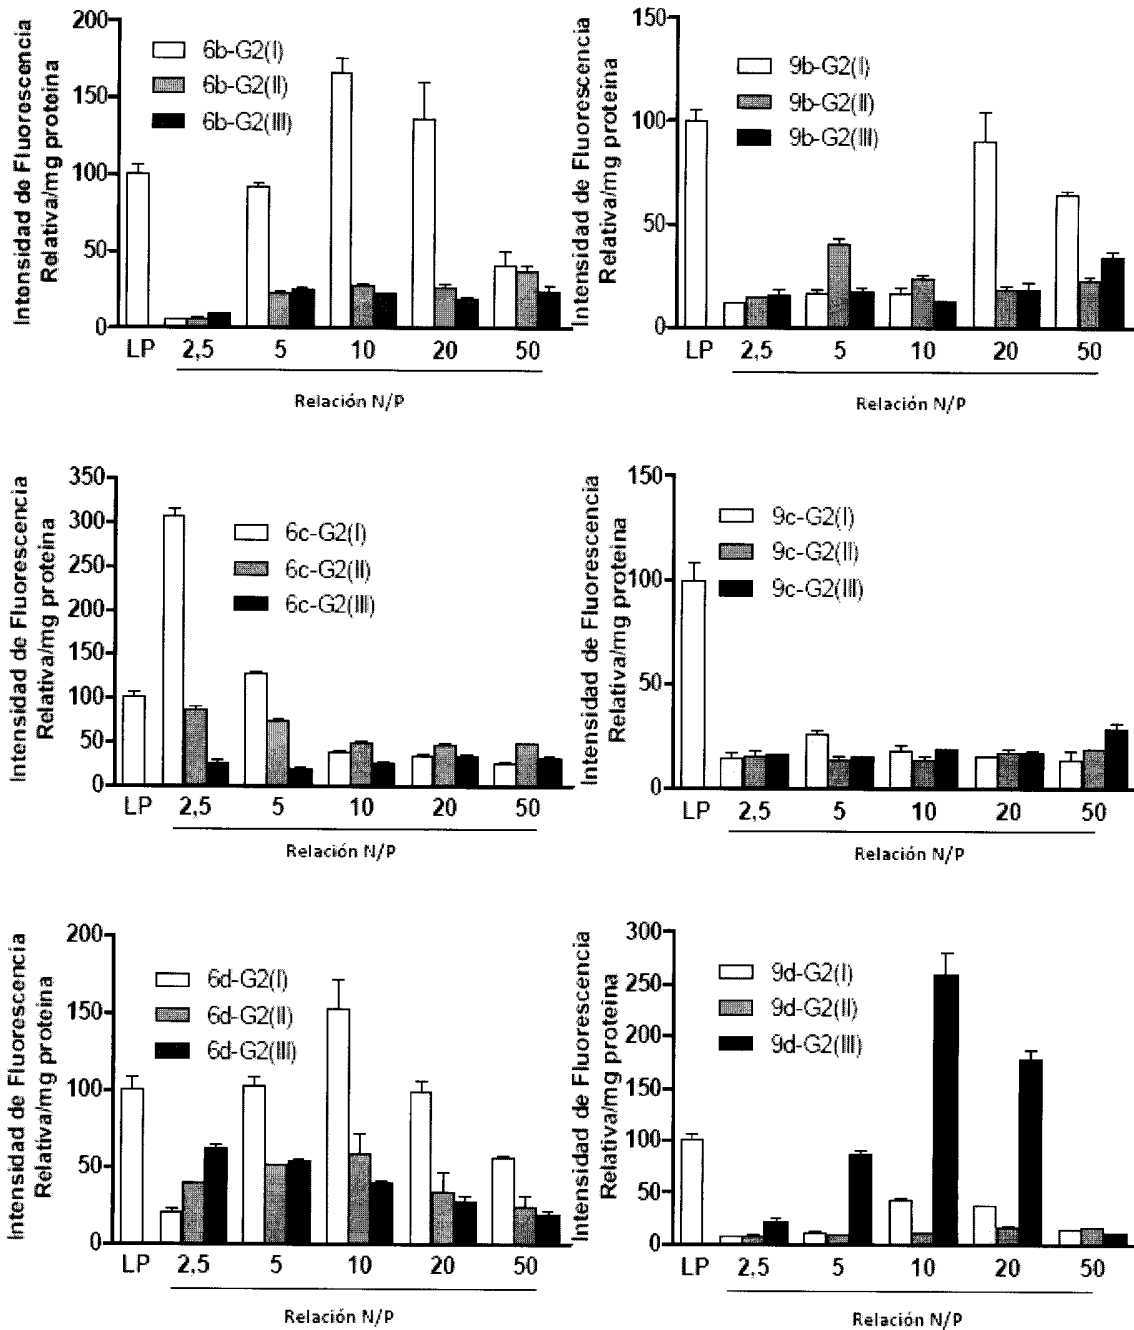 Intensidad de Fluorescencia
Relativa/mg proteina
200
150
100
50
0
6b-G2(I)
6b-G2(II)
6b-G2(III)
LP 2,5 5 10 20 50
Relación N/P
Intensidad de Fluorescencia
Relativa/mg proteina
150
100
50
0
9b-G2(I)
9b-G2(II)
9b-G2(III)
LP 2,5 5 10 20 50
Relación N/P
Intensidad de Fluorescencia
Relativa/mg proteina
350
300
250
200
150
100
50
0
6c-G2(I)
6c-G2(II)
6c-G2(III)
LP 2,5 5 10 20 50
Relación N/P
Intensidad de Fluorescencia
Relativa/mg proteina
150
100
50
0
9c-G2(I)
9c-G2(II)
9c-G2(III)
LP 2,5 5 10 20 50
Relación N/P
Intensidad de Fluorescencia
Relativa/mg proteina
200
150
100
50
0
6d-G2(I)
6d-G2(II)
6d-G2(III)
LP 2,5 5 10 20 50
Relación N/P
Intensidad de Fluorescencia
Relativa/mg proteina
300
250
200
150
100
50
0
9d-G2(I)
9d-G2(II)
9d-G2(III)
LP 2,5 5 10 20 50
Relación N/P